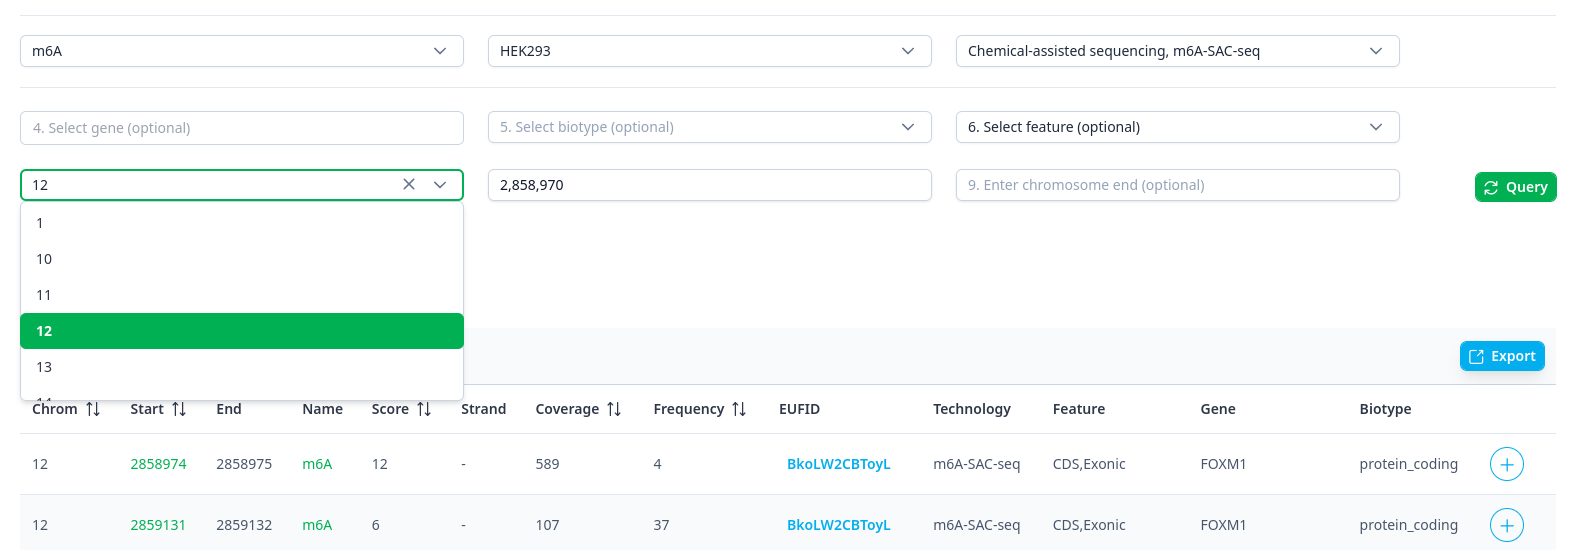 m6A HEK293 Chemical-assisted sequencing, m6A-SAC-seq
4. Select gene (optional) 5. Select biotype (optional) 6. Select feature (optional)
12 2,858,970 9. Enter chromosome end (optional) Query
1
10
11
12
13
Export
Chrom Start End Name Score Strand Coverage Frequency EUFID Technology Feature Gene Biotype
12 2858974 2858975 m6A 12 - 589 4 BkoLW2CBToyL m6A-SAC-seq CDS,Exonic FOXM1 protein_coding
12 2859131 2859132 m6A 6 - 107 37 BkoLW2CBToyL m6A-SAC-seq CDS,Exonic FOXM1 protein_coding